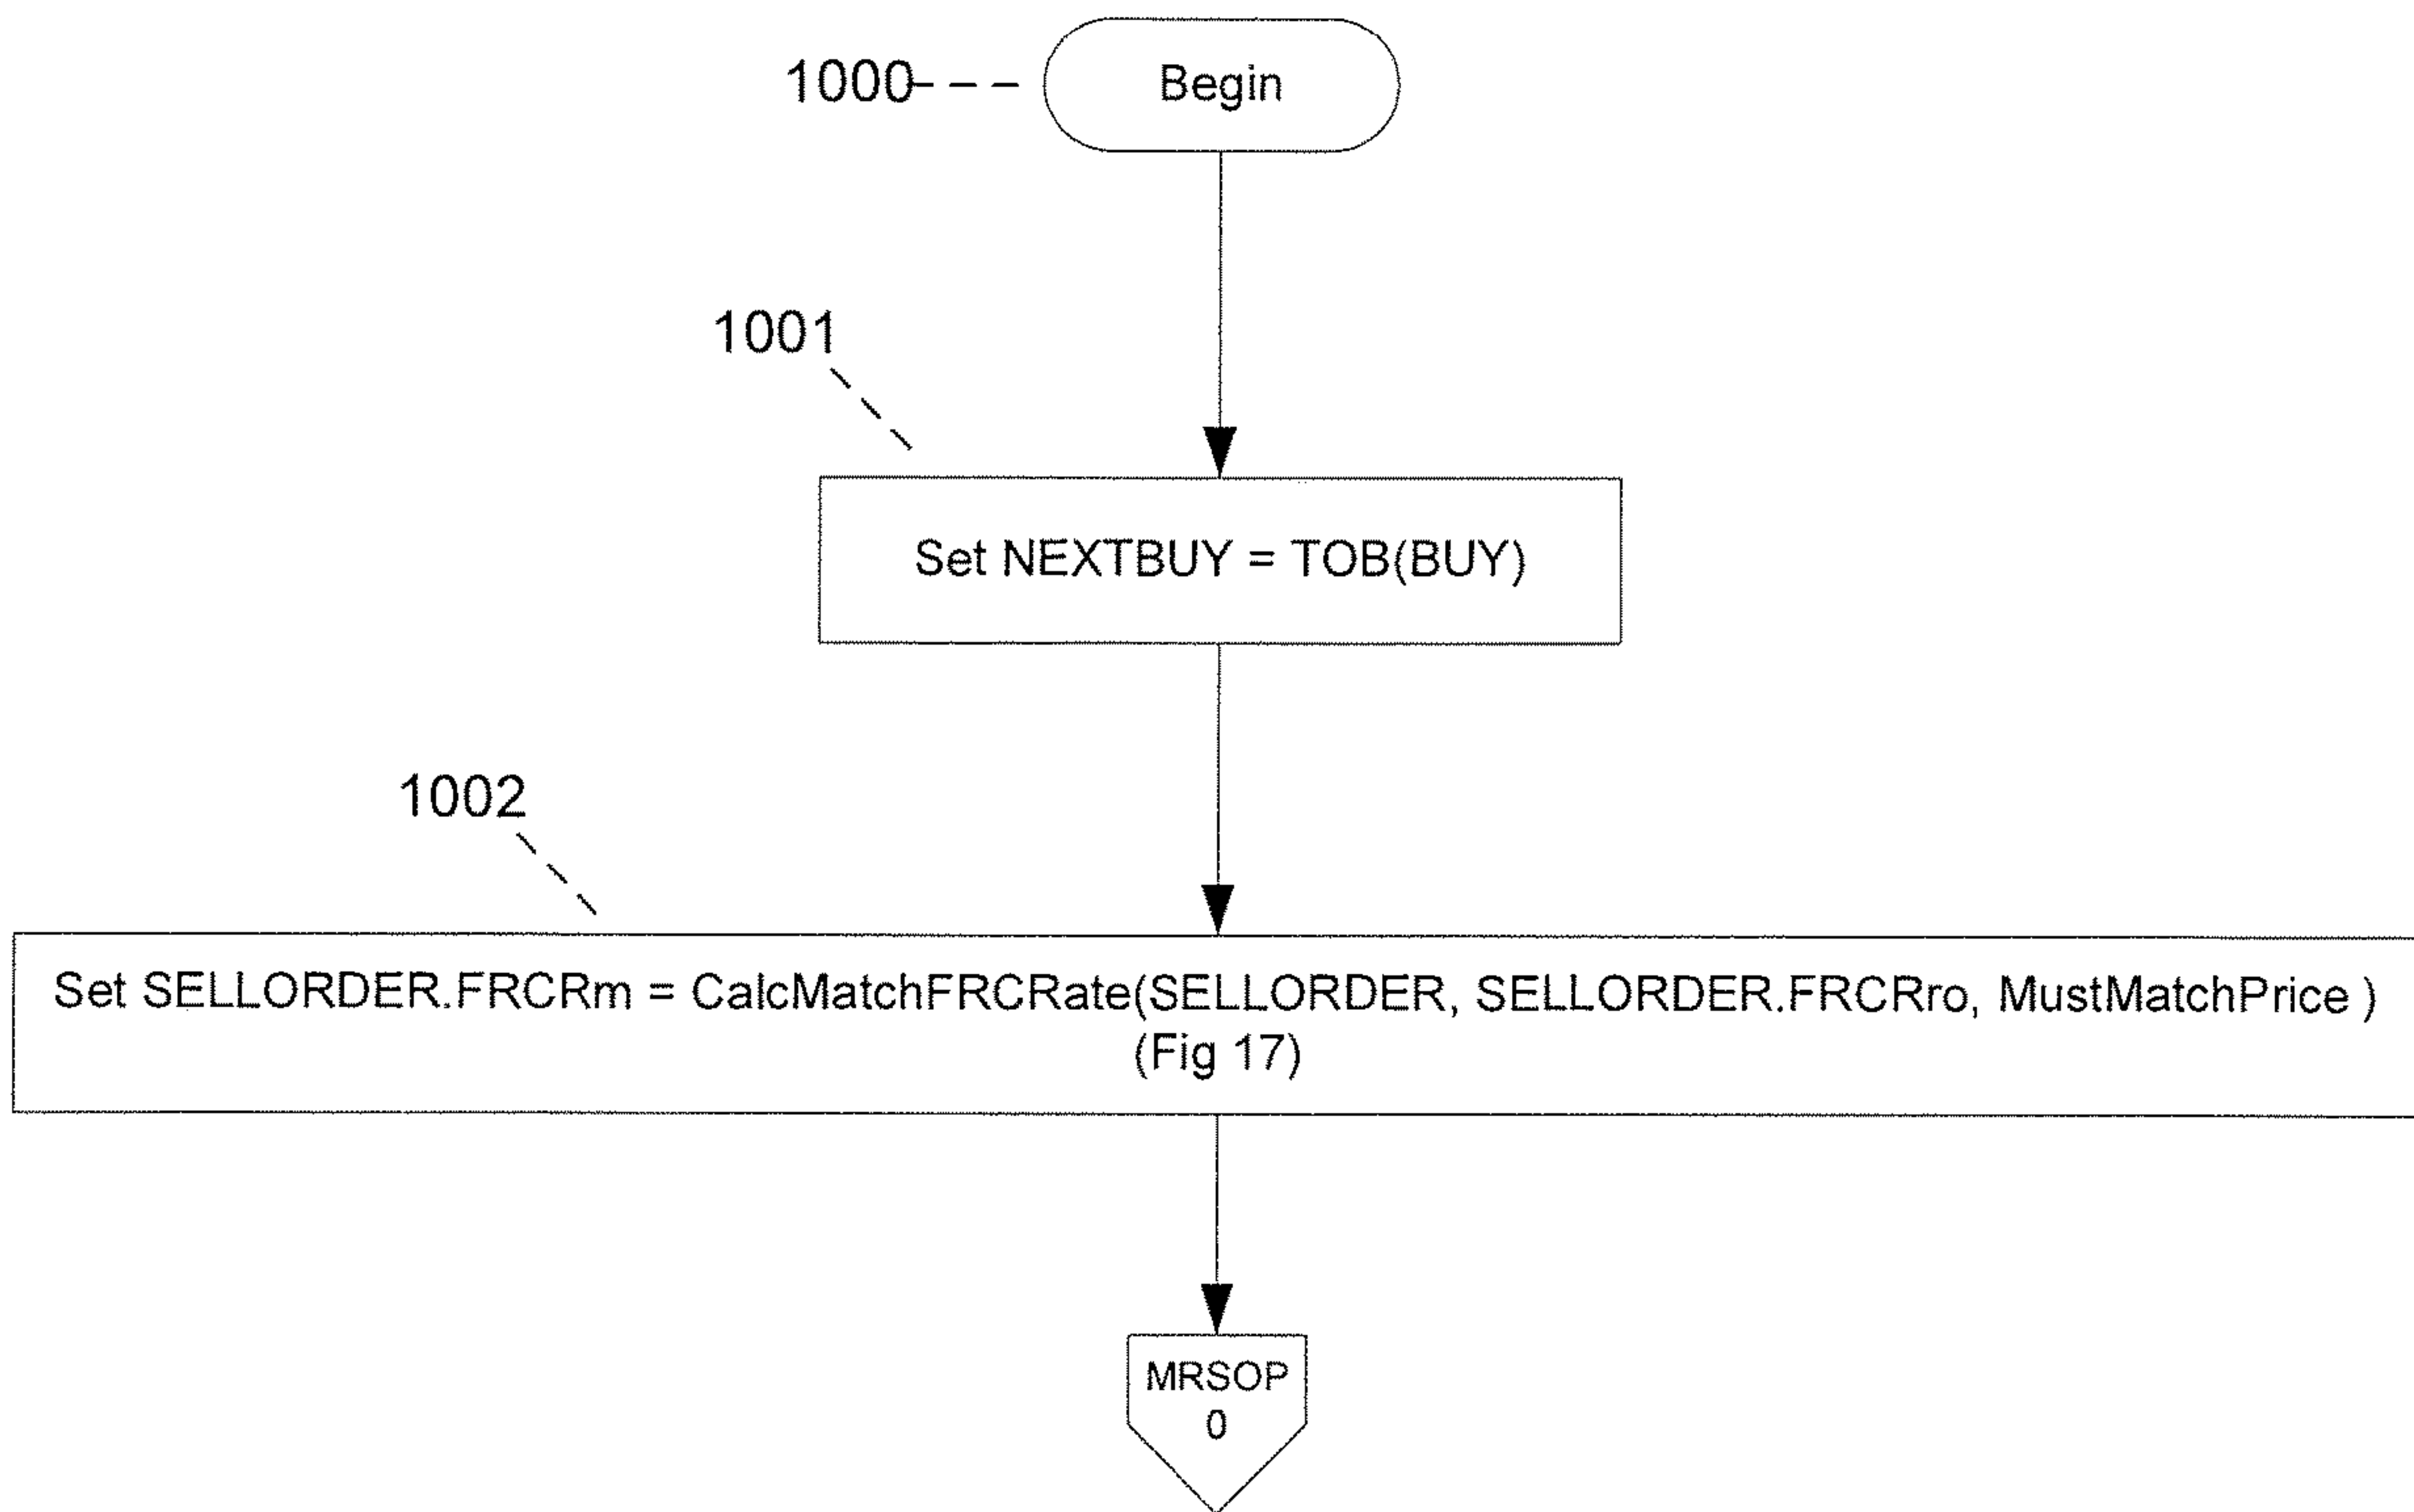 1000
Begin
1001
Set NEXTBUY = TOB(BUY)
1002
Set SELLORDER.FRCRm = CalcMatchFRCRate(SELLORDER, SELLORDER.FRCRro, MustMatchPrice )
(Fig 17)
MRSOP
0